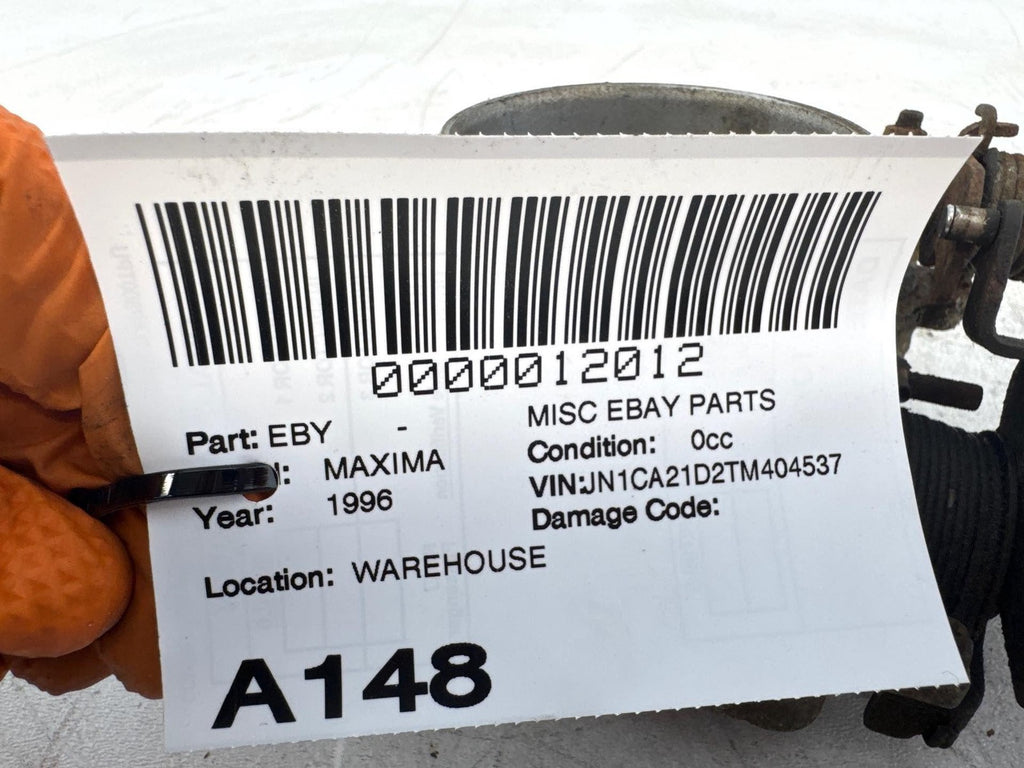 0000012012
Part: EBY - MISC EBAY PARTS
MAXIMA Condition: 0cc
Year: 1996 VIN:JN1CA21D2TM404537
Damage Code:
Location: WAREHOUSE
A148